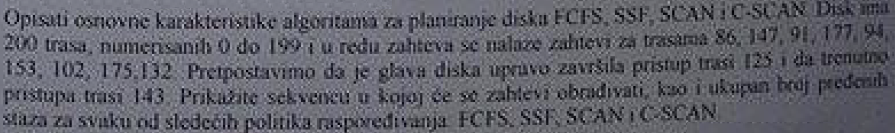 Opisati osnovne karakteristike algoritama za planiranje diska FCFS, SSF, SCAN i C-SCAN. Disk ima
200 trasa, numerisanih 0 do 199 i u redu zahteva se nalaze zahtevi za trasama 86, 147, 91, 177, 94,
153, 102, 175,132. Pretpostavimo da je glava diska upravo završila pristup trasi 125 i da trenutno
pristupa trasi 143. Prikažite sekvencu u kojoj će se zahtevi obrađivati, kao i ukupan broj pređenih
staza za svaku od sledećih politika raspoređivanja: FCFS, SSF, SCAN i C-SCAN